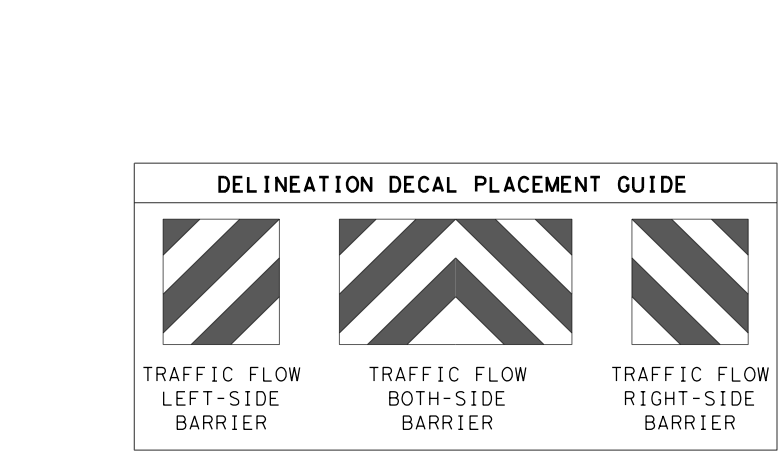 DELINEATION DECAL PLACEMENT GUIDE
TRAFFIC FLOW
LEFT-SIDE
BARRIER
TRAFFIC FLOW
BOTH-SIDE
BARRIER
TRAFFIC FLOW
RIGHT-SIDE
BARRIER